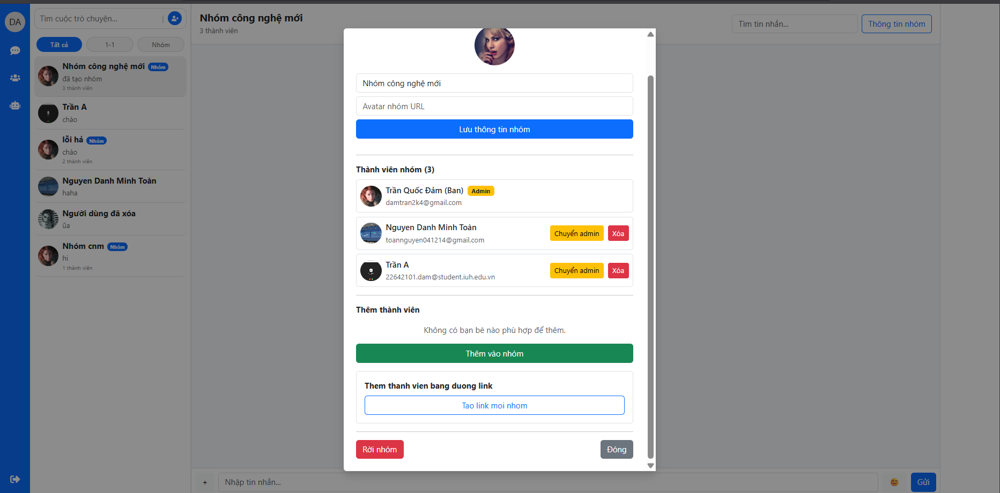 DA
Tìm cuộc trò chuyện...
Tất cả
1-1
Nhóm
Nhóm công nghệ mới Nhóm
đã tạo nhóm
3 thành viên
Trần A
chào
lỗi hả Nhóm
chào
2 thành viên
Nguyen Danh Minh Toàn
haha
Người dùng đã xóa
ũa
Nhóm cnm Nhóm
hi
1 thành viên
Nhóm công nghệ mới
3 thành viên
Tìm tin nhắn...
Thông tin nhóm
Nhóm công nghệ mới
Avatar nhóm URL
Lưu thông tin nhóm
Thành viên nhóm (3)
Trần Quốc Đảm (Ban) Admin
damtran2k4@gmail.com
Nguyen Danh Minh Toàn
toannguyen041214@gmail.com
Chuyển admin
Xóa
Trần A
22642101.dam@student.iuh.edu.vn
Chuyển admin
Xóa
Thêm thành viên
Không có bạn bè nào phù hợp để thêm.
Thêm vào nhóm
Them thanh vien bang duong link
Tao link moi nhom
Rời nhóm
Đóng
+
Nhập tin nhắn...
Gửi